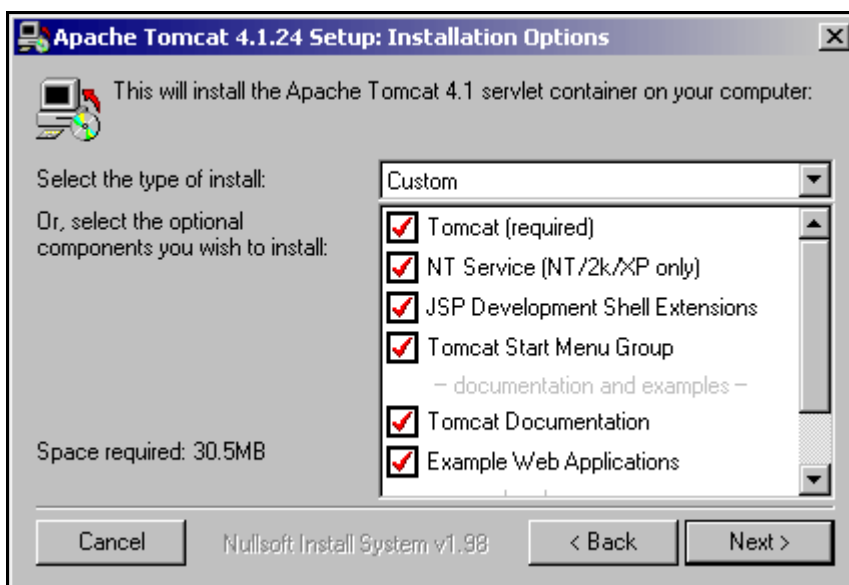 Apache Tomcat 4.1.24 Setup: Installation Options
This will install the Apache Tomcat 4.1 servlet container on your computer:
Select the type of install:
Custom
Or, select the optional
components you wish to install:
Tomcat (required)
NT Service (NT/2k/XP only)
JSP Development Shell Extensions
Tomcat Start Menu Group
– documentation and examples –
Tomcat Documentation
Example Web Applications
Space required: 30.5MB
Cancel
Nullsoft Install System v1.98
< Back
Next >